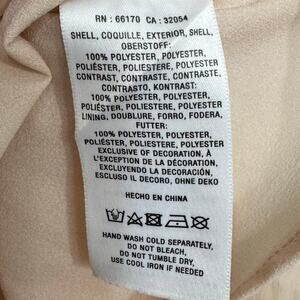 RN : 66170 CA : 32054
SHELL, COQUILLE, EXTERIOR, SHELL,
OBERSTOFF:
100% POLYESTER, POLYESTER,
POLIÉSTER, POLIESTERE, POLYESTER
CONTRAST, CONTRASTE, CONTRASTE,
CONTRASTO, KONTRAST:
100% POLYESTER, POLYESTER,
POLIÉSTER, POLIESTERE, POLYESTER
LINING, DOUBLURE, FORRO, FODERA,
FUTTER:
100% POLYESTER, POLYESTER,
POLIÉSTER, POLIESTERE, POLYESTER
EXCLUSIVE OF DECORATION, À
L'EXCEPTION DE LA DÉCORATION,
EXCLUYENDO LA DECORACIÓN,
ESCLUSO IL DECORO, OHNE DEKO
HECHO EN CHINA
HAND WASH COLD SEPARATELY,
DO NOT BLEACH,
DO NOT TUMBLE DRY,
USE COOL IRON IF NEEDED